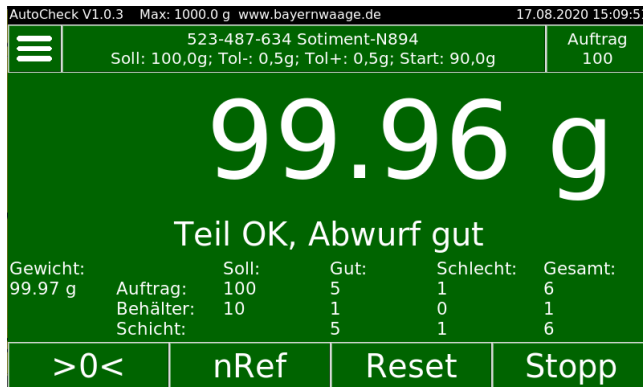 AutoCheck V1.0.3 Max: 1000.0 g www.bayernwaage.de 17.08.2020 15:09:5
523-487-634 Sotiment-N894
Soll: 100,0g; Tol-: 0,5g; Tol+: 0,5g; Start: 90,0g
Auftrag
100
99.96 g
Teil OK, Abwurf gut
Gewicht: Soll: Gut: Schlecht: Gesamt:
99.97 g Auftrag: 100 5 1 6
Behälter: 10 1 0 1
Schicht: 5 1 6
>0< nRef Reset Stopp